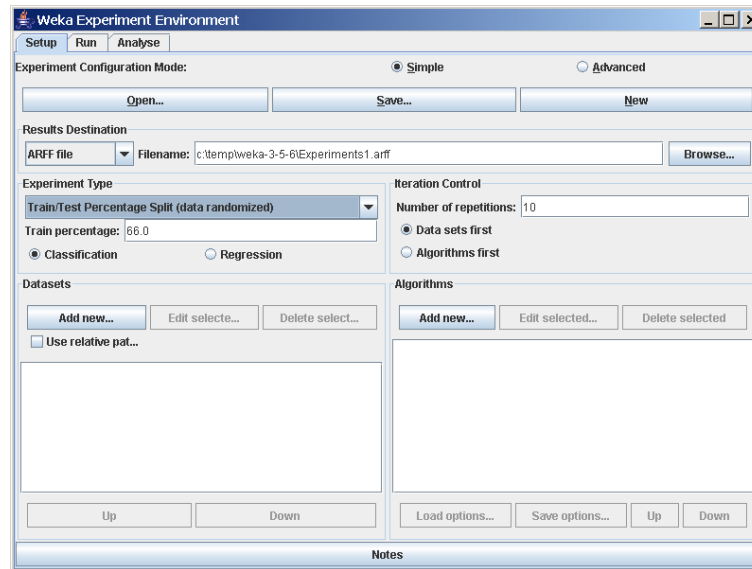 Weka Experiment Environment
Setup Run Analyse
Experiment Configuration Mode: Simple Advanced
Open... Save... New
Results Destination
ARFF file Filename: c:\temp\weka-3-5-6\Experiments1.arff Browse...
Experiment Type Iteration Control
Train/Test Percentage Split (data randomized) Number of repetitions: 10
Train percentage: 66.0 Data sets first
Classification Regression Algorithms first
Datasets Algorithms
Add new... Edit selecte... Delete select... Add new... Edit selected... Delete selected
Use relative pat...
Up Down Load options... Save options... Up Down
Notes